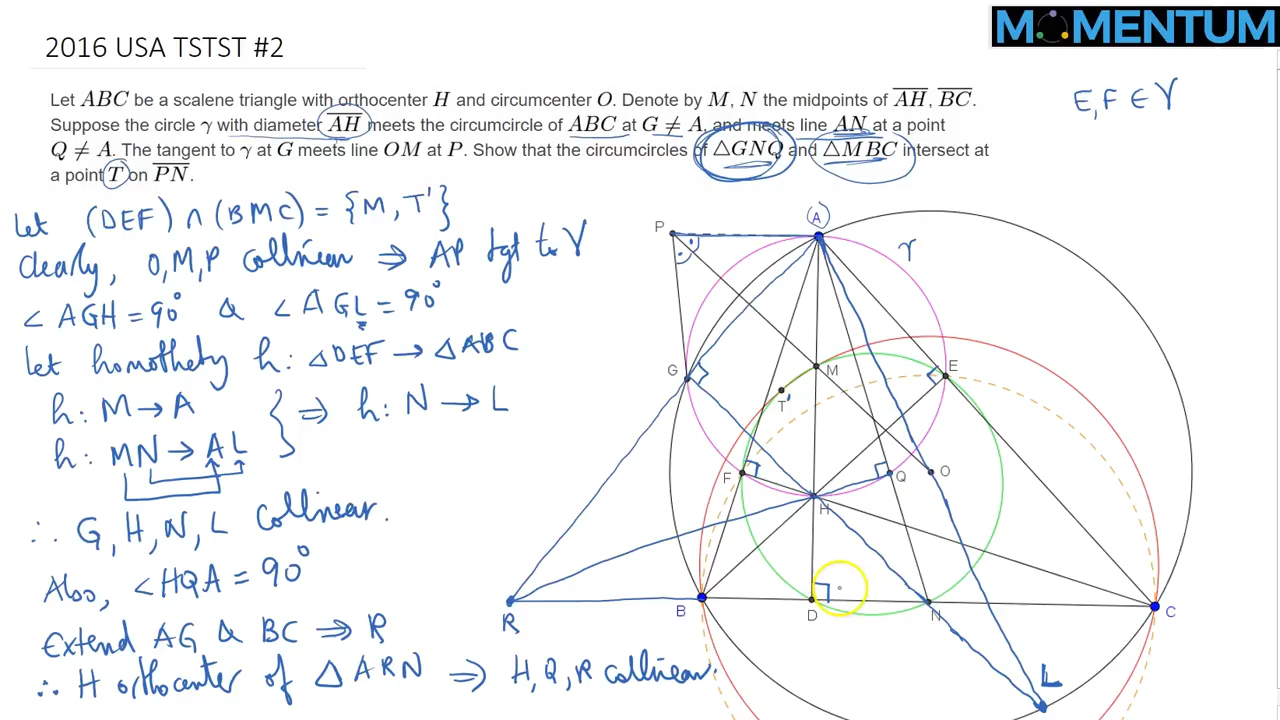 MOMENTUM
2016 USA TSTST #2
Let ABC be a scalene triangle with orthocenter H and circumcenter O. Denote by M, N the midpoints of AH, BC.
Suppose the circle γ with diameter AH meets the circumcircle of ABC at G ≠ A, and meets line AN at a point
Q ≠ A. The tangent to γ at G meets line OM at P. Show that the circumcircles of △GNQ and △MBC intersect at
a point T on PN.
E,F ∈ γ
Let (DEF) ∩ (BMC) = {M, T'}
Clearly, O,M,P collinear ⇒ AP tgt to γ
∠AGH = 90° & ∠AGL = 90°
Let homothety h: △DEF → △ABC
h: M → A
h: MN → AL
⇒ h: N → L
∴ G, H, N, L collinear.
Also, ∠HQA = 90°
Extend AG & BC ⇒ R
∴ H orthocenter of △ARN ⇒ H, Q, R collinear.
P
(A)
γ
G
M
E
T'
F
Q
O
H
R
B
D
N
C
L